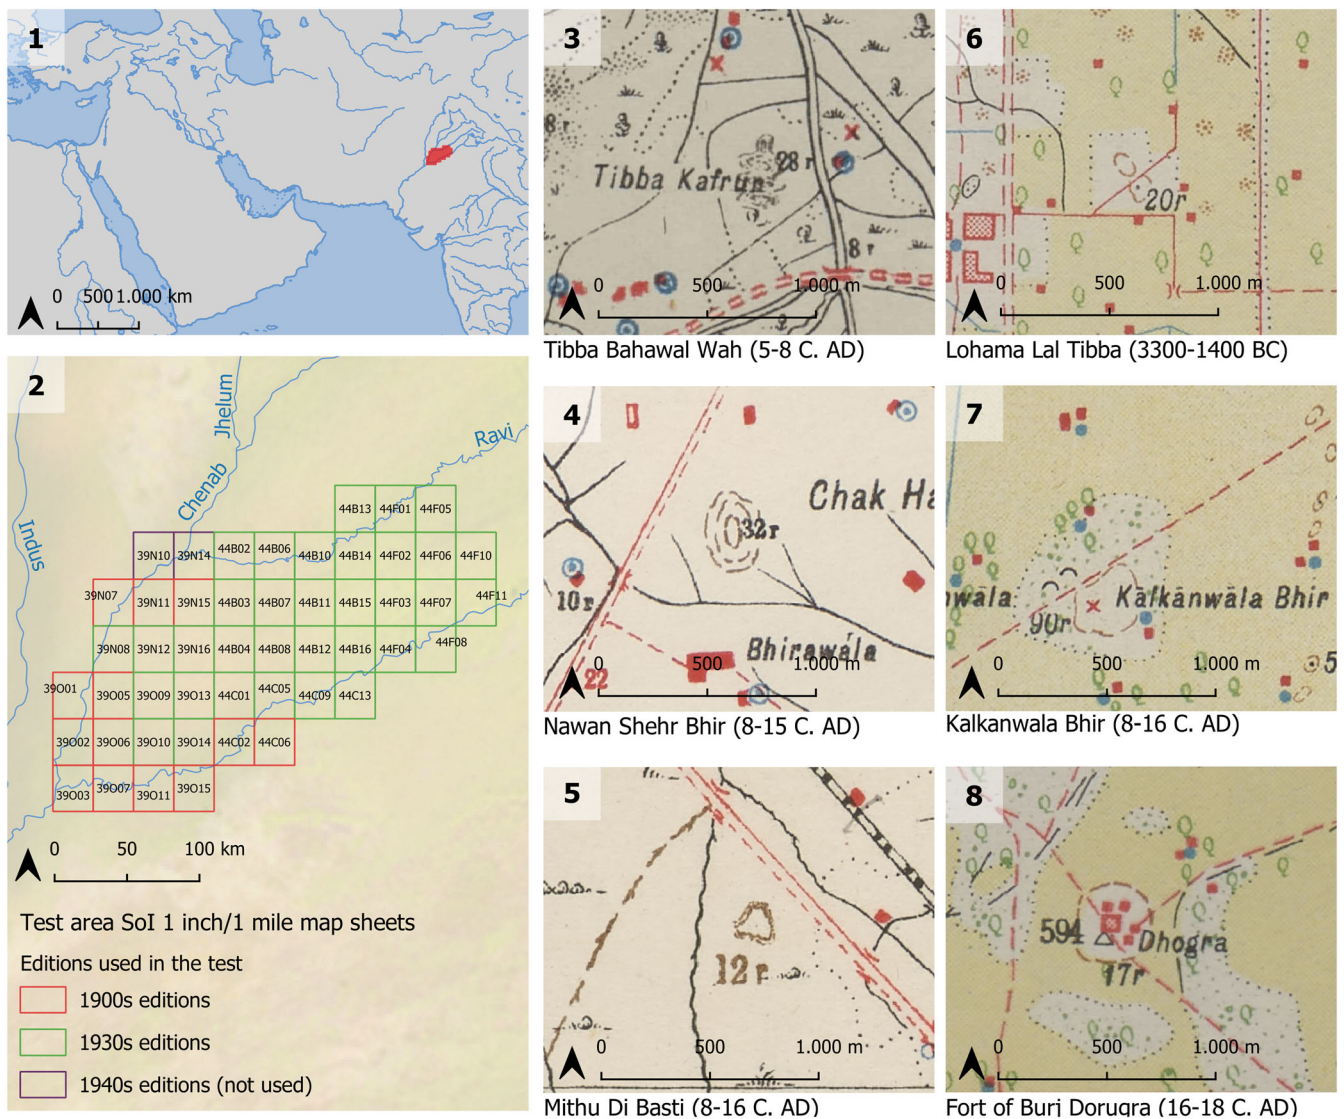 1
0 500 1.000 km
2
Indus
Chenab
Jhelum
Ravi
44B13 44F01 44F05
39N10 39N14 44B02 44B06 44B10 44B14 44F02 44F06 44F10
39N07 39N11 39N15 44B03 44B07 44B11 44B15 44F03 44F07 44F11
39N08 39N12 39N16 44B04 44B08 44B12 44B16 44F04 44F08
39O01 39O05 39O09 39O13 44C01 44C05 44C09 44C13
39O02 39O06 39O10 39O14 44C02 44C06
39O03 39O07 39O11 39O15
0 50 100 km
Test area SoI 1 inch/1 mile map sheets
Editions used in the test
1900s editions
1930s editions
1940s editions (not used)
3
8r
Tibba Kafrun
28r
8r
0 500 1.000 m
Tibba Bahawal Wah (5-8 C. AD)
4
Chak Ha
32r
10r
Bhirawála
22
0 500 1.000 m
Nawan Shehr Bhir (8-15 C. AD)
5
12r
0 500 1.000 m
Mithu Di Basti (8-16 C. AD)
6
20r
0 500 1.000 m
Lohama Lal Tibba (3300-1400 BC)
7
wala
Kālkānwāla Bhir
90r
5
0 500 1.000 m
Kalkanwala Bhir (8-16 C. AD)
8
594
Dhogra
17r
0 500 1.000 m
Fort of Burj Dorugra (16-18 C. AD)